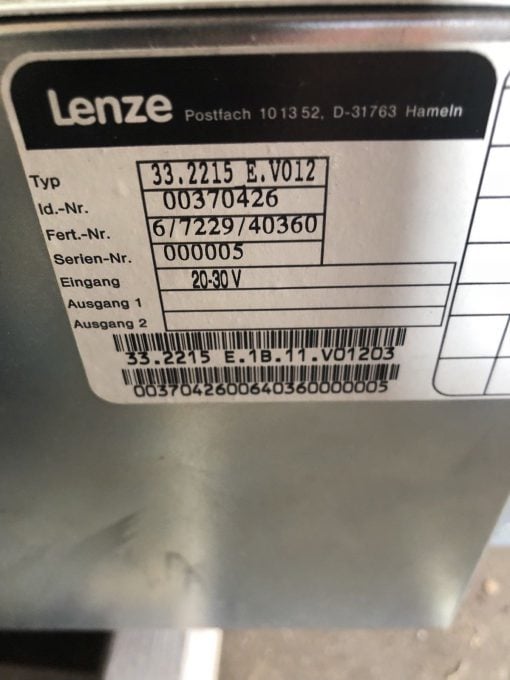 Lenze Postfach 10 13 52, D-31763 Hameln
Typ 33.2215 E.V012
Id.-Nr. 00370426
Fert.-Nr. 6/7229/40360
Serien-Nr. 000005
Eingang 20-30 V
Ausgang 1
Ausgang 2
33.2215 E.1B.11.V01203
0037042600640360000005